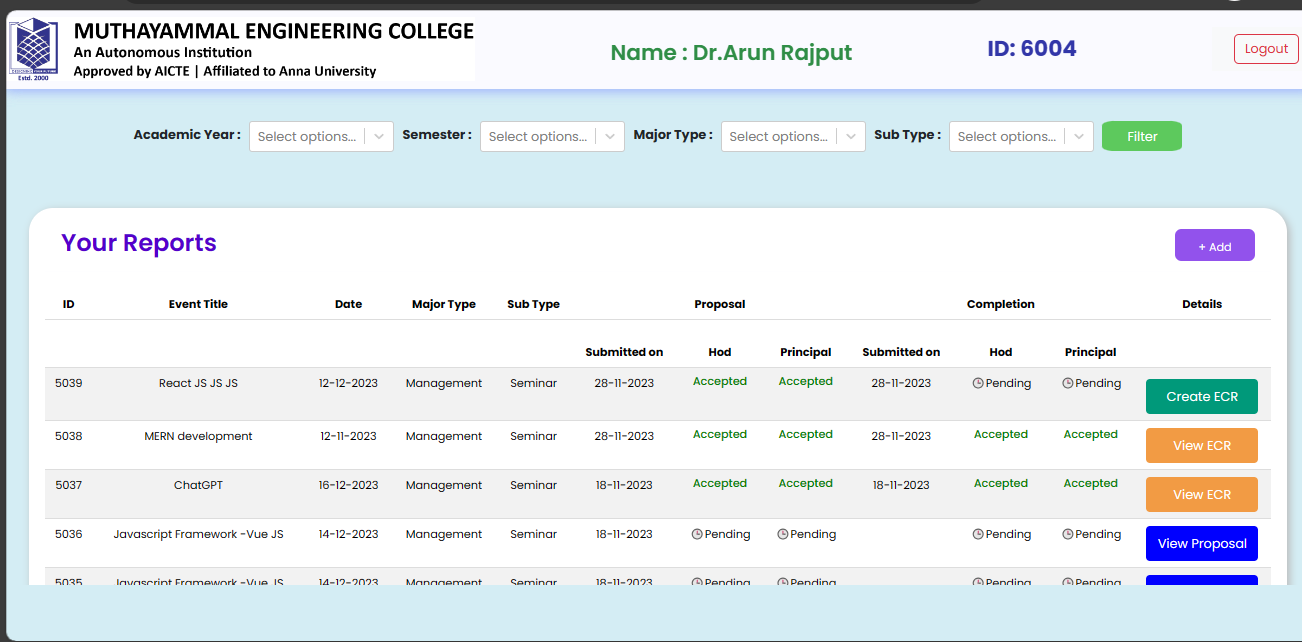 MUTHAYAMMAL ENGINEERING COLLEGE
An Autonomous Institution
Approved by AICTE | Affiliated to Anna University
Estd. 2000
Name : Dr.Arun Rajput
ID: 6004
Logout
Academic Year : Select options... Semester : Select options... Major Type : Select options... Sub Type : Select options... Filter
Your Reports
+ Add
ID Event Title Date Major Type Sub Type Proposal Completion Details
Submitted on Hod Principal Submitted on Hod Principal
5039 React JS JS JS 12-12-2023 Management Seminar 28-11-2023 Accepted Accepted 28-11-2023 Pending Pending Create ECR
5038 MERN development 12-11-2023 Management Seminar 28-11-2023 Accepted Accepted 28-11-2023 Accepted Accepted View ECR
5037 ChatGPT 16-12-2023 Management Seminar 18-11-2023 Accepted Accepted 18-11-2023 Accepted Accepted View ECR
5036 Javascript Framework -Vue JS 14-12-2023 Management Seminar 18-11-2023 Pending Pending Pending Pending View Proposal
5035 Javascript Framework -Vue JS 14-12-2023 Management Seminar 18-11-2023 Pending Pending Pending Pending